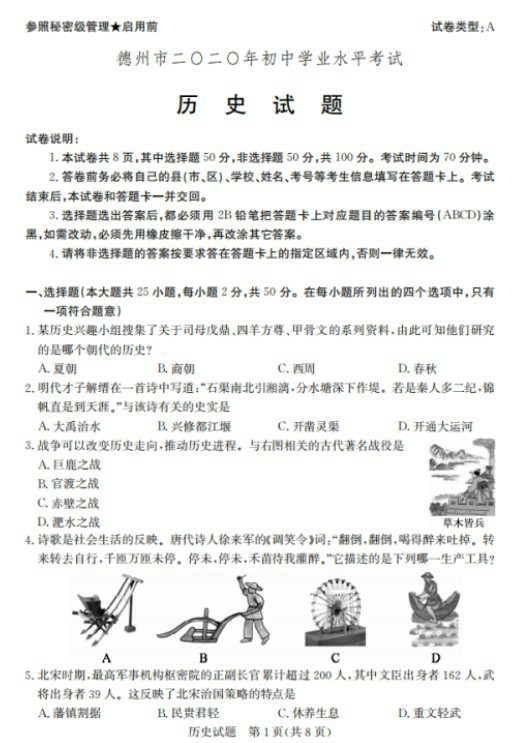 参照秘密级管理★启用前 试卷类型:A
德州市二〇二〇年初中学业水平考试
历 史 试 题
试卷说明:
1. 本试卷共 8 页,其中选择题 50 分,非选择题 50 分,共 100 分。考试时间为 70 分钟。
2. 答卷前务必将自己的县(市、区)、学校、姓名、考号等考生信息填写在答题卡上。考试
结束后,本试卷和答题卡一并交回。
3. 选择题选出答案后,都必须用 2B 铅笔把答题卡上对应题目的答案编号(ABCD)涂
黑,如需改动,必须先用橡皮擦干净,再改涂其它答案。
4. 请将非选择题的答案按要求答在答题卡上的指定区域内,否则一律无效。
一、选择题(本大题共 25 小题,每小题 2 分,共 50 分。在每小题所列出的四个选项中,只有
一项符合题意)
1. 某历史兴趣小组搜集了关于司母戊鼎、四羊方尊、甲骨文的系列资料,由此可知他们研究
的是哪个朝代的历史?
A. 夏朝 B. 商朝 C. 西周 D. 春秋
2. 明代才子解缙在一首诗中写道:“石渠南北引湘漓,分水塘深下作堤。若是秦人多二纪,锦
帆直是到天涯。”与该诗有关的史实是
A. 大禹治水 B. 兴修都江堰 C. 开凿灵渠 D. 开通大运河
3. 战争可以改变历史走向,推动历史进程。与右图相关的古代著名战役是
A. 巨鹿之战
B. 官渡之战
C. 赤壁之战
D. 淝水之战
草木皆兵
4. 诗歌是社会生活的反映。唐代诗人徐来军的《调笑令》词:“翻倒,翻倒,喝得醉来吐掉。转
来转去自行,千匝万匝未停。停未,停未,禾苗待我灌醉。”它描述的是下列哪一生产工具?
A B C D
5. 北宋时期,最高军事机构枢密院的正副长官累计超过 200 人,其中文臣出身者 162 人,武
将出身者 39 人。这反映了北宋治国策略的特点是
A. 藩镇割据 B. 民贵君轻 C. 休养生息 D. 重文轻武
历史试题 第 1 页(共 8 页)